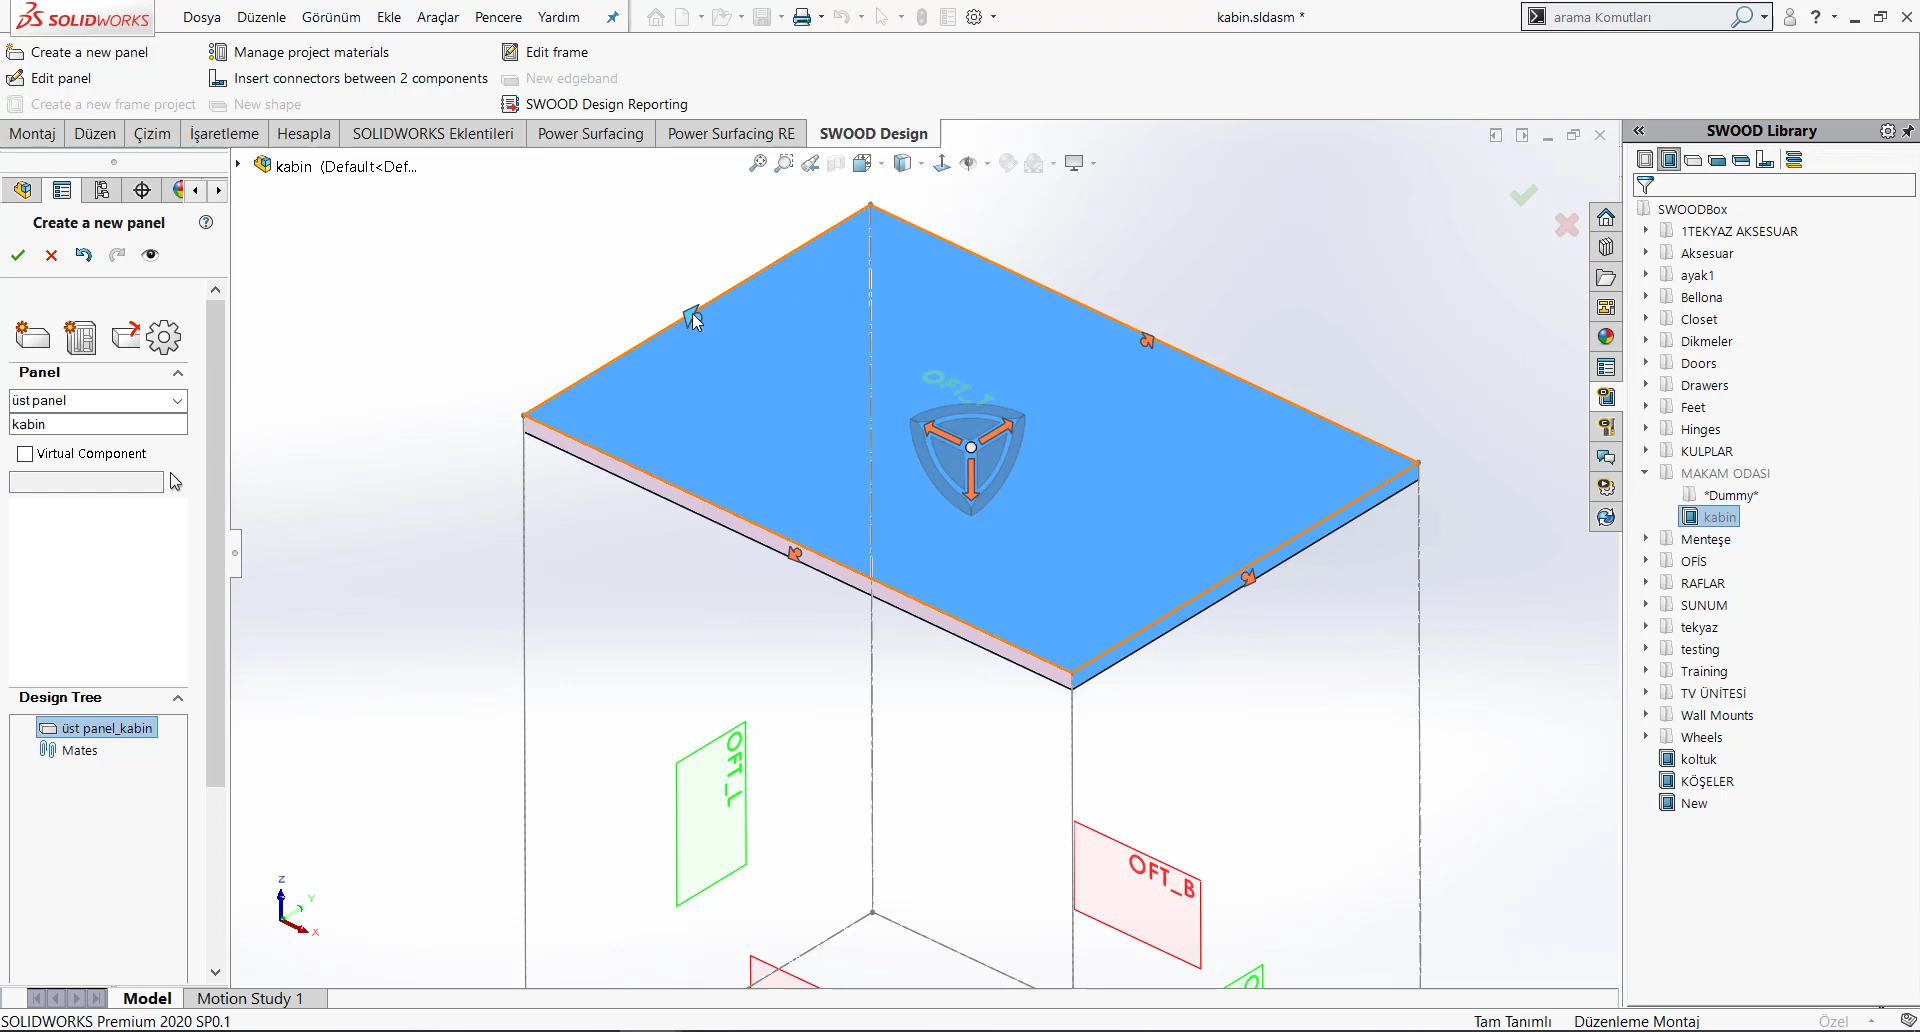 SOLIDWORKS
Dosya Düzenle Görünüm Ekle Araçlar Pencere Yardım
kabin.sldasm *
arama Komutları
Create a new panel
Manage project materials
Edit frame
Edit panel
Insert connectors between 2 components
New edgeband
Create a new frame project
New shape
SWOOD Design Reporting
Montaj Düzen Çizim İşaretleme Hesapla SOLIDWORKS Eklentileri Power Surfacing Power Surfacing RE SWOOD Design
kabin (Default<Def...
Create a new panel
Panel
üst panel
kabin
Virtual Component
Design Tree
üst panel_kabin
Mates
OFT_T
OFT_L
OFT_B
Z
Y
X
SWOOD Library
SWOODBox
1TEKYAZ AKSESUAR
Aksesuar
ayak1
Bellona
Closet
Dikmeler
Doors
Drawers
Feet
Hinges
KULPLAR
MAKAM ODASI
*Dummy*
kabin
Menteşe
OFİS
RAFLAR
SUNUM
tekyaz
testing
Training
TV ÜNİTESİ
Wall Mounts
Wheels
koltuk
KÖŞELER
New
Model Motion Study 1
SOLIDWORKS Premium 2020 SP0.1
Tam Tanımlı Düzenleme Montaj Özel